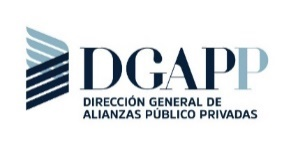 DGAPP
DIRECCIÓN GENERAL DE
ALIANZAS PÚBLICO PRIVADAS